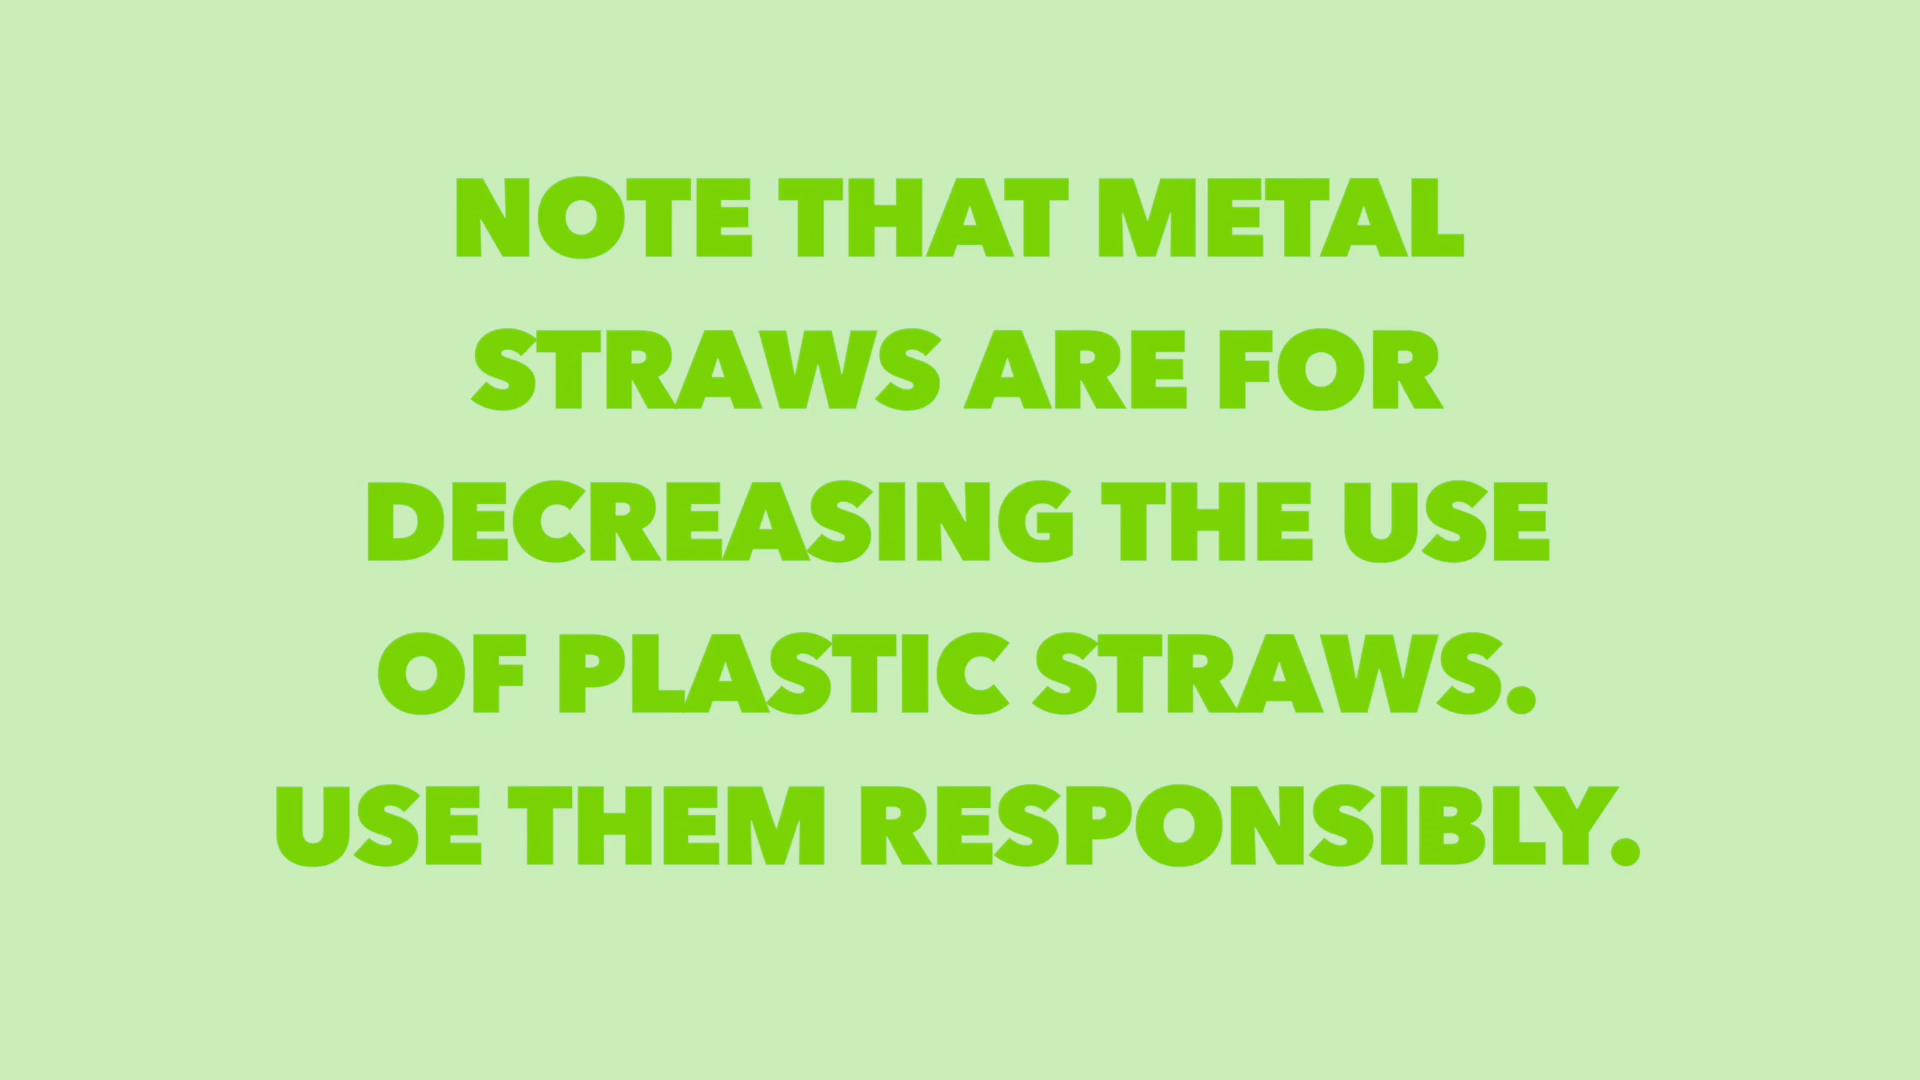 NOTE THAT METAL
STRAWS ARE FOR
DECREASING THE USE
OF PLASTIC STRAWS.
USE THEM RESPONSIBLY.